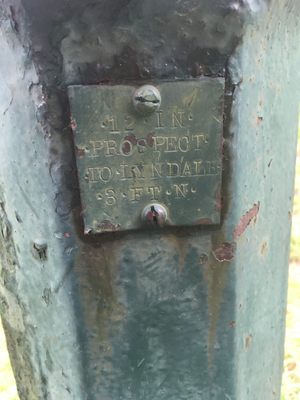 ·12·IN·
·PROSPECT·
·TO·LYNDALE·
·8·FT·N·